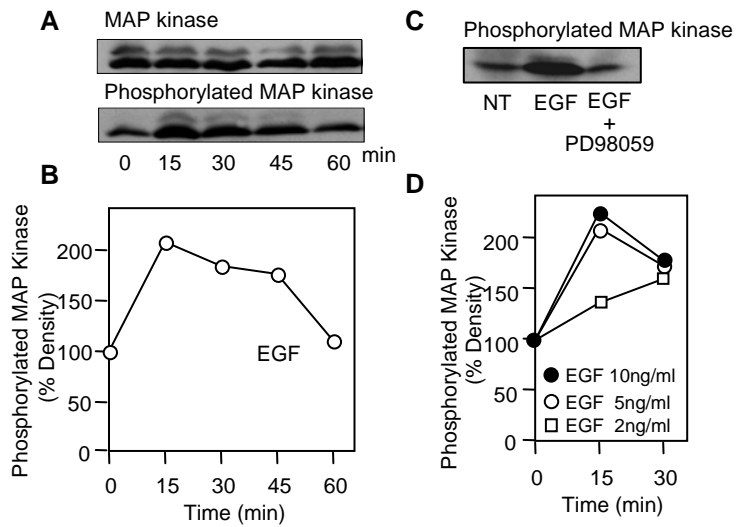 A
MAP kinase
Phosphorylated MAP kinase
0 15 30 45 60 min
B
Phosphorylated MAP Kinase
(% Density)
200
150
100
50
0
EGF
0 15 30 45 60
Time (min)
C
Phosphorylated MAP kinase
NT EGF EGF
+
PD98059
D
Phosphorylated MAP Kinase
(% Density)
200
150
100
50
0
EGF 10ng/ml
EGF 5ng/ml
EGF 2ng/ml
0 15 30
Time (min)